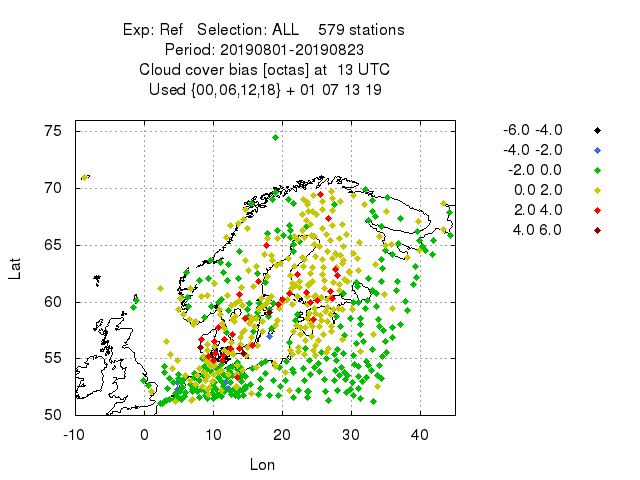 Exp: Ref Selection: ALL 579 stations
Period: 20190801-20190823
Cloud cover bias [octas] at 13 UTC
Used {00,06,12,18} + 01 07 13 19
75
70
65
60
55
50
Lat
-10 0 10 20 30 40
Lon
-6.0 -4.0
-4.0 -2.0
-2.0 0.0
0.0 2.0
2.0 4.0
4.0 6.0